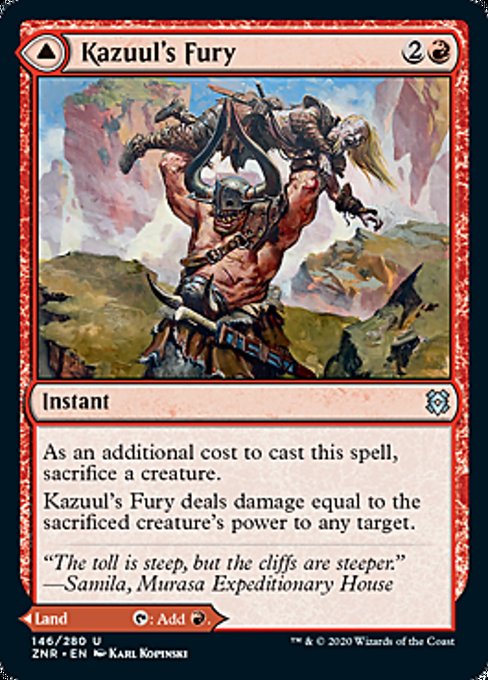 Kazuul's Fury 2
Instant
As an additional cost to cast this spell,
sacrifice a creature.
Kazuul's Fury deals damage equal to the
sacrificed creature's power to any target.
"The toll is steep, but the cliffs are steeper."
—Samila, Murasa Expeditionary House
Land : Add .
146/280 U
ZNR • EN Karl Kopinski
™ & © 2020 Wizards of the Coast